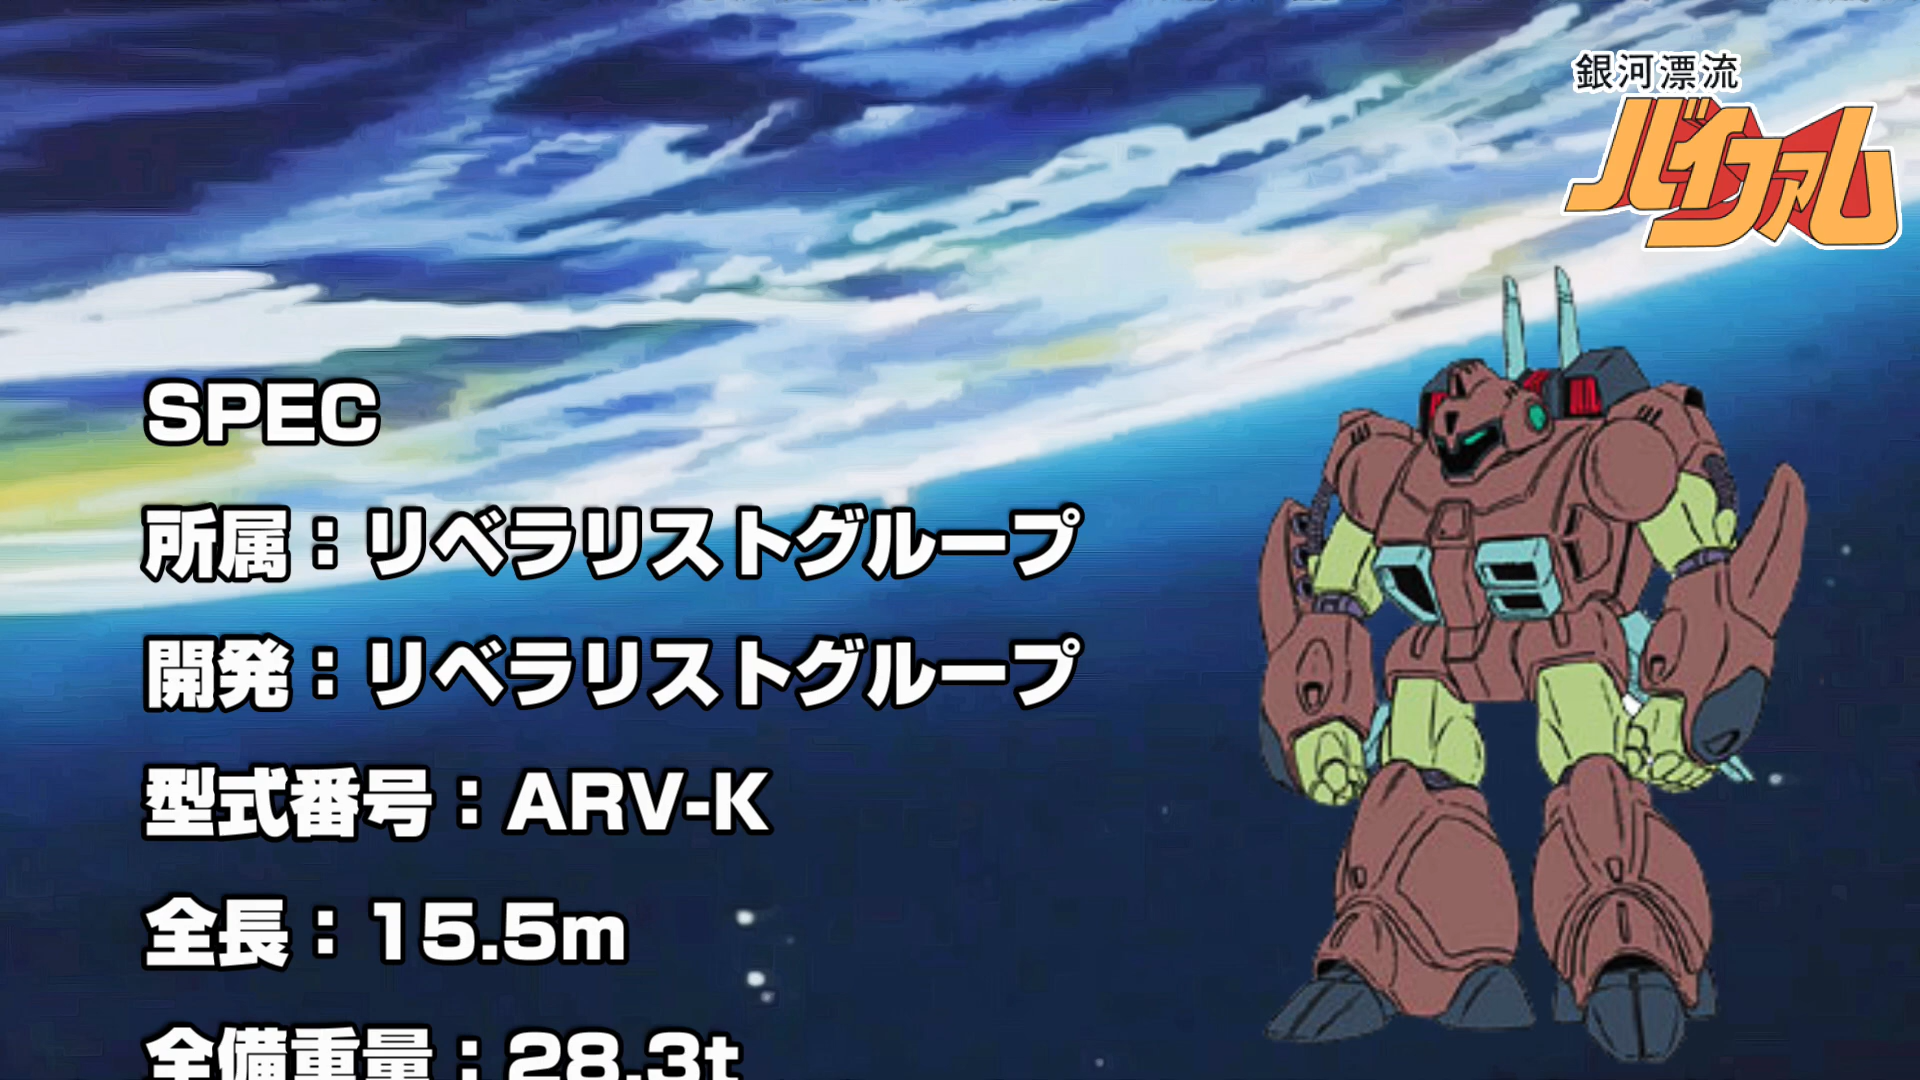 銀河漂流
バイファム
SPEC
所属：リベラリストグループ
開発：リベラリストグループ
型式番号：ARV-K
全長：15.5m
全備重量：28.3t